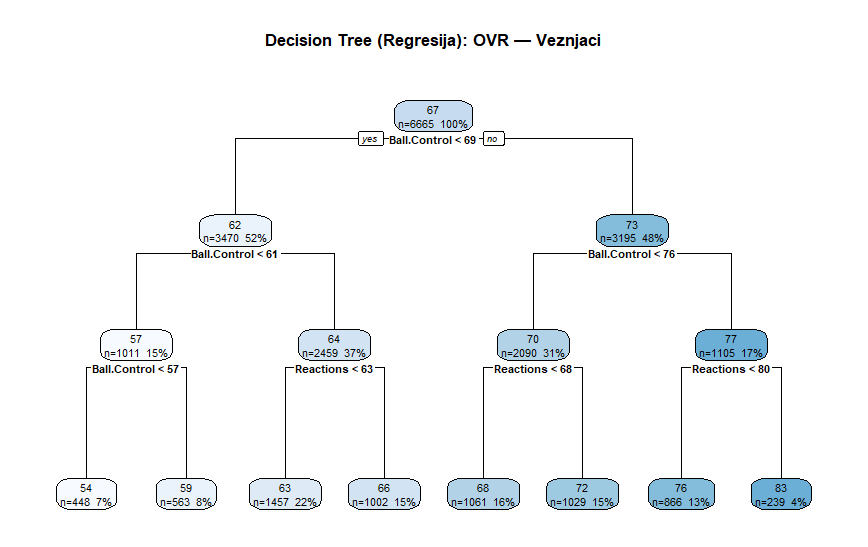 Decision Tree (Regresija): OVR — Veznjaci
67
n=6665 100%
yes Ball.Control < 69 no
62
n=3470 52%
73
n=3195 48%
Ball.Control < 61
Ball.Control < 76
57
n=1011 15%
64
n=2459 37%
70
n=2090 31%
77
n=1105 17%
Ball.Control < 57
Reactions < 63
Reactions < 68
Reactions < 80
54
n=448 7%
59
n=563 8%
63
n=1457 22%
66
n=1002 15%
68
n=1061 16%
72
n=1029 15%
76
n=866 13%
83
n=239 4%